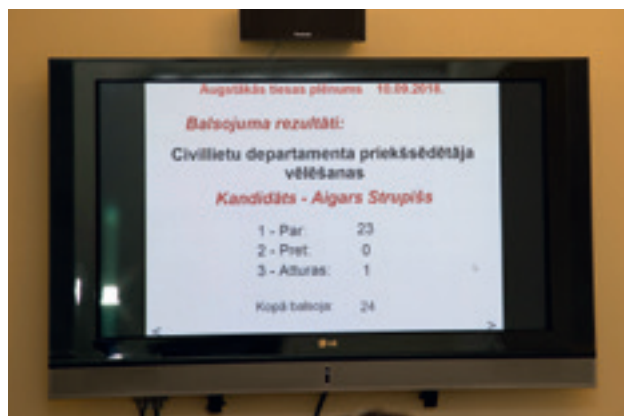 Augstākās tiesas plēnums 10.09.2018.
Balsojuma rezultāti:
Civillietu departamenta priekšsēdētāja
vēlēšanas
Kandidāts - Aigars Strupišs
1 - Par: 23
2 - Pret: 0
3 - Atturas: 1
Kopā balsoja: 24
< >
LG